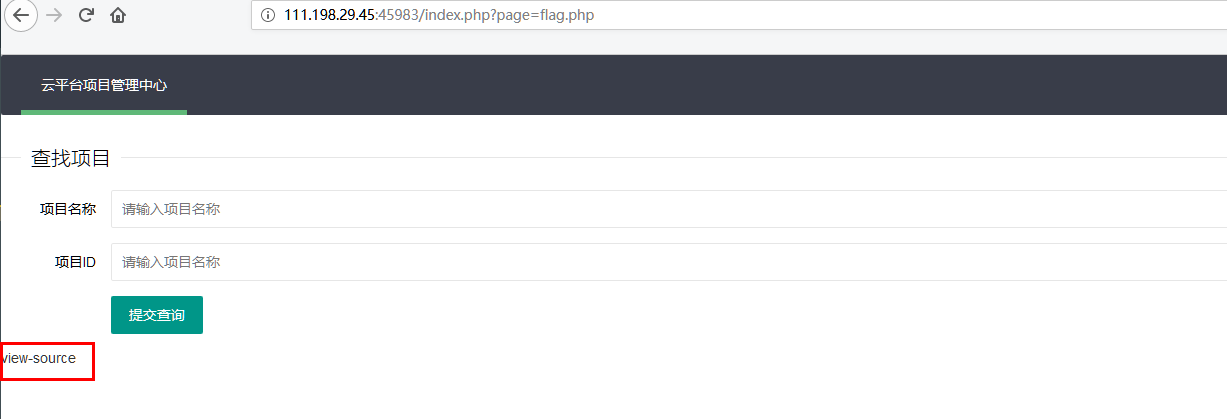 111.198.29.45:45983/index.php?page=flag.php
云平台项目管理中心
查找项目
项目名称 请输入项目名称
项目ID 请输入项目名称
提交查询
view-source